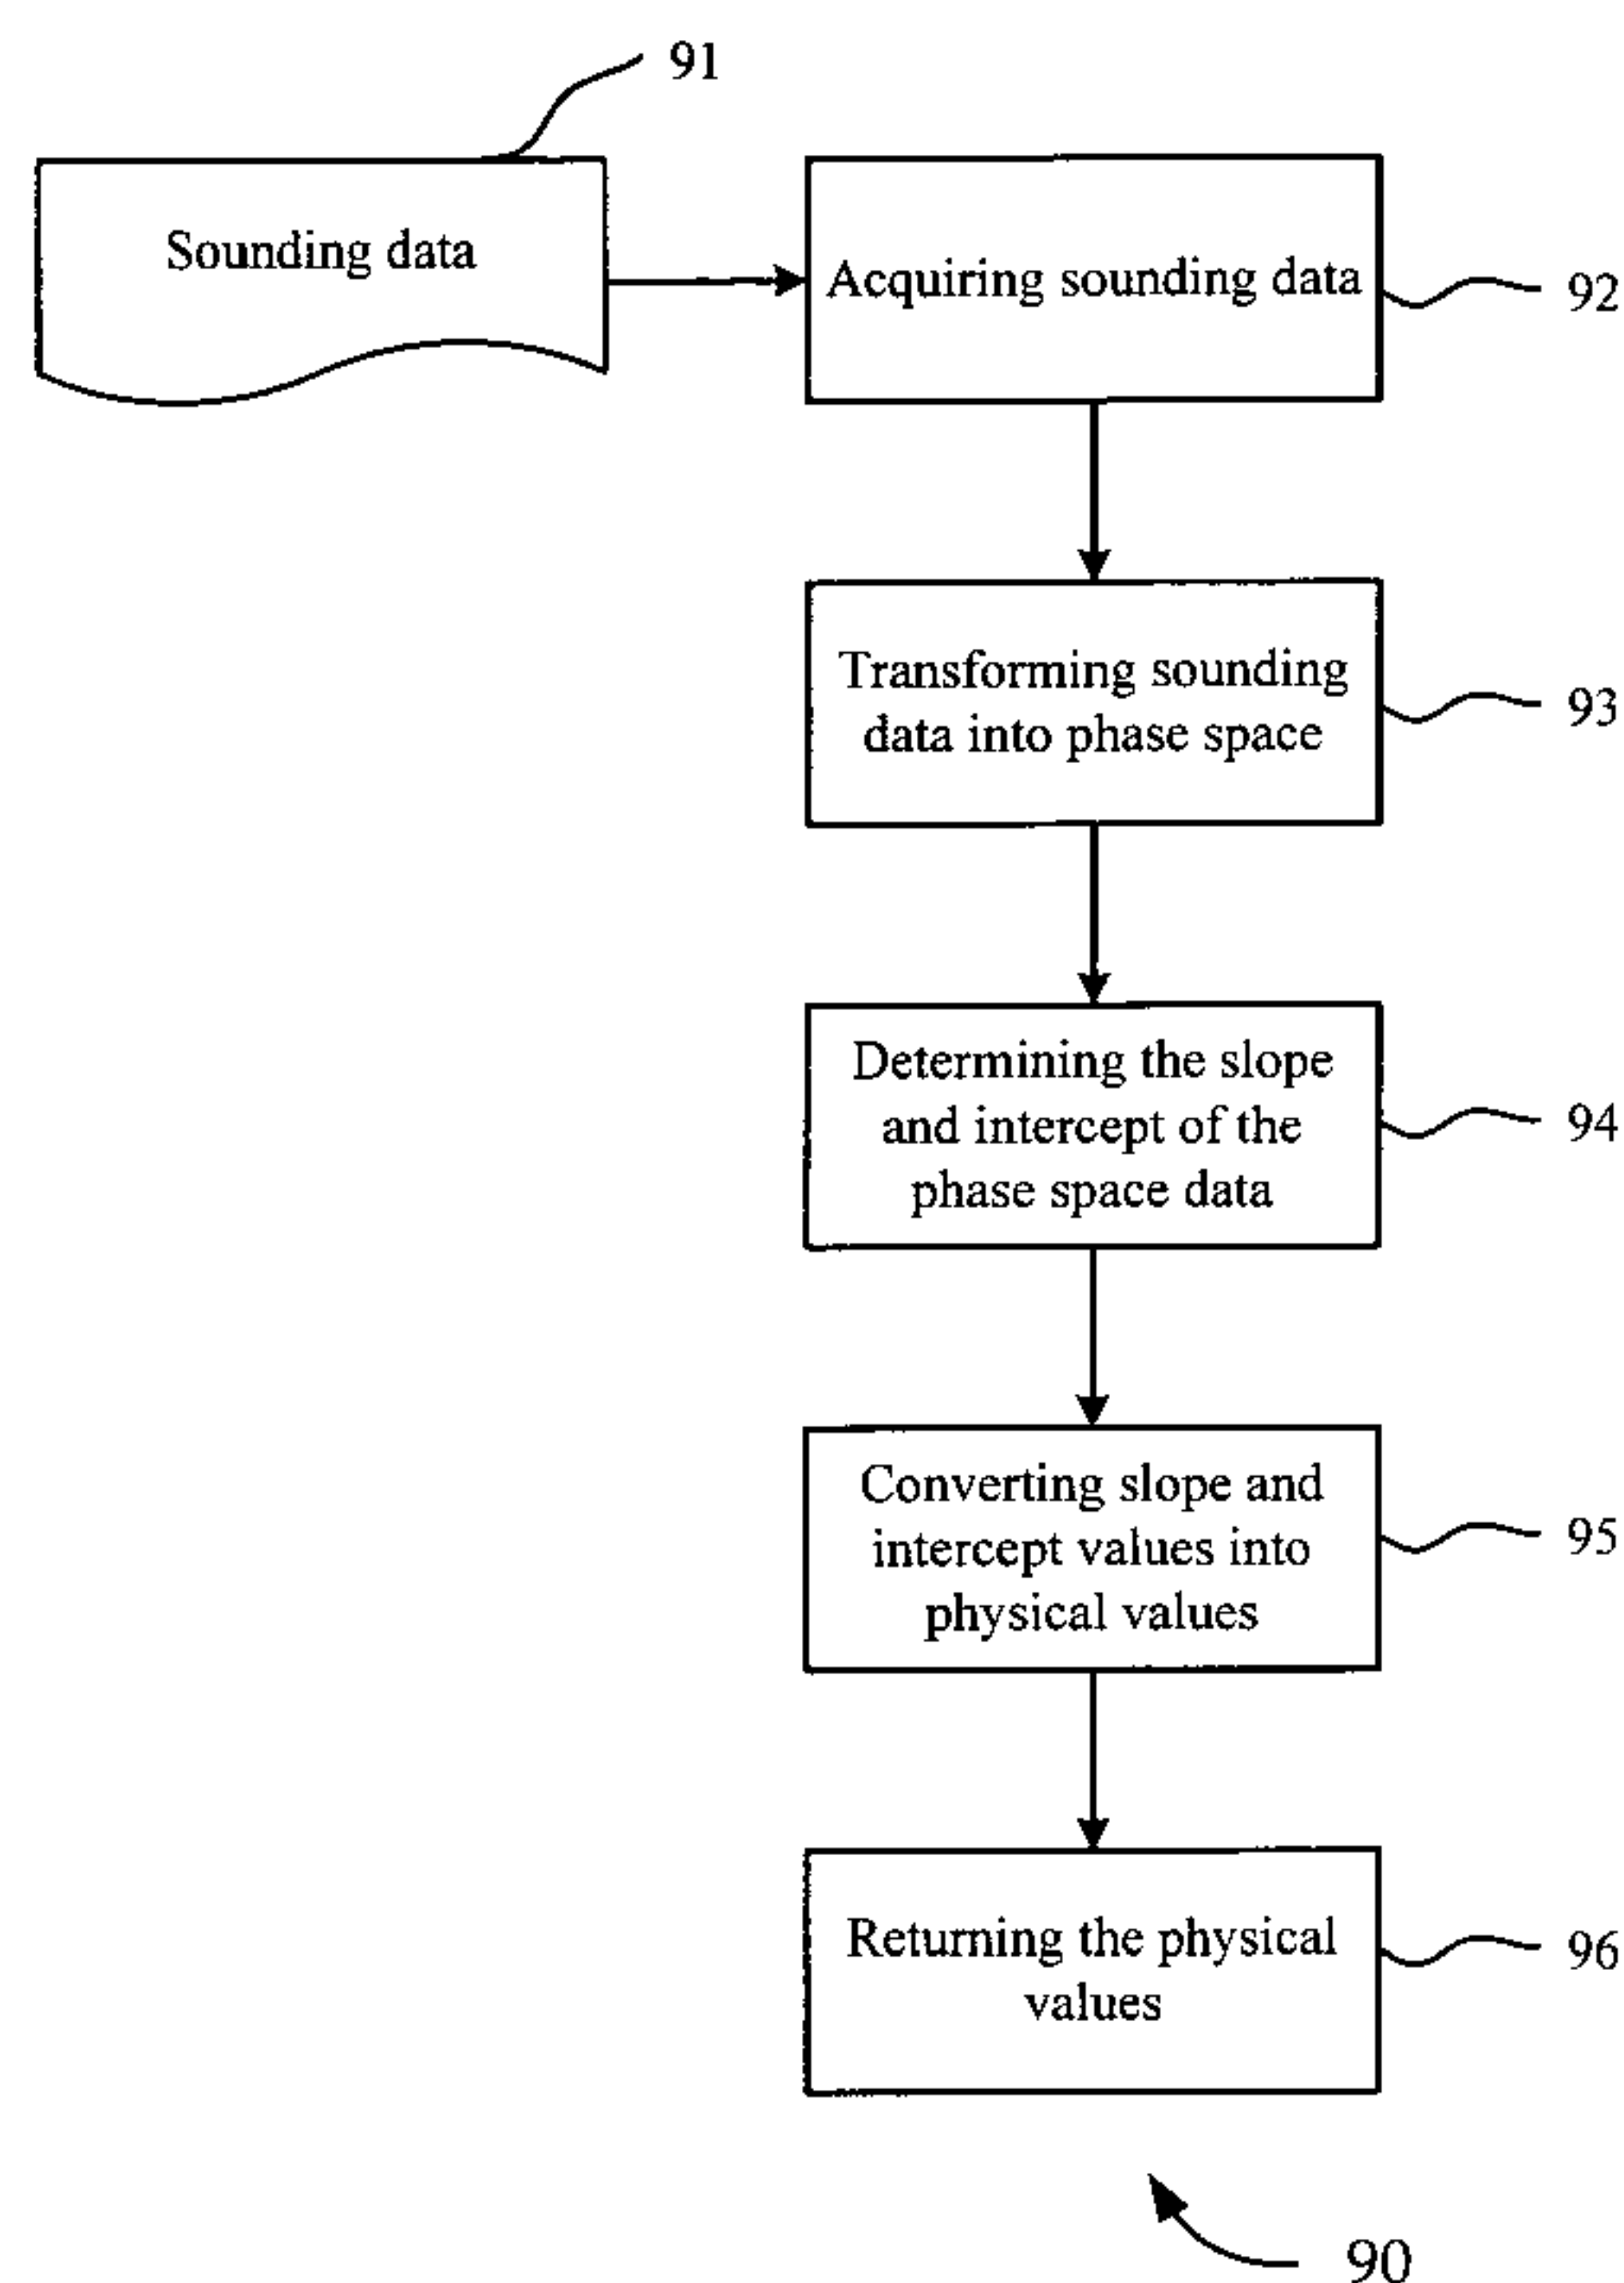 91
Sounding data
Acquiring sounding data
92
Transforming sounding
data into phase space
93
Determining the slope
and intercept of the
phase space data
94
Converting slope and
intercept values into
physical values
95
Returning the physical
values
96
90